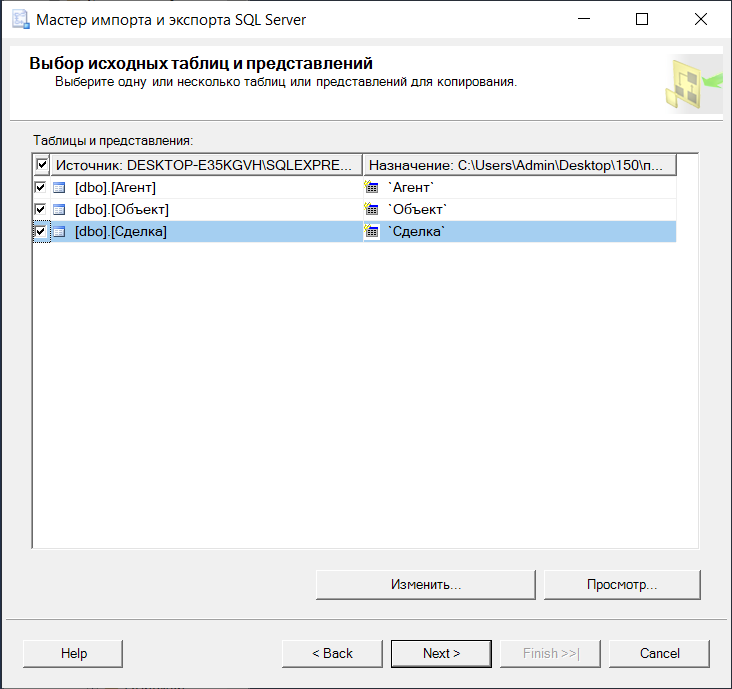 Мастер импорта и экспорта SQL Server
Выбор исходных таблиц и представлений
Выберите одну или несколько таблиц или представлений для копирования.
Таблицы и представления:
Источник: DESKTOP-E35KGVH\SQLEXPRE... Назначение: C:\Users\Admin\Desktop\150\п...
[dbo].[Агент] `Агент`
[dbo].[Объект] `Объект`
[dbo].[Сделка] `Сделка`
Изменить... Просмотр...
Help < Back Next > Finish >>| Cancel